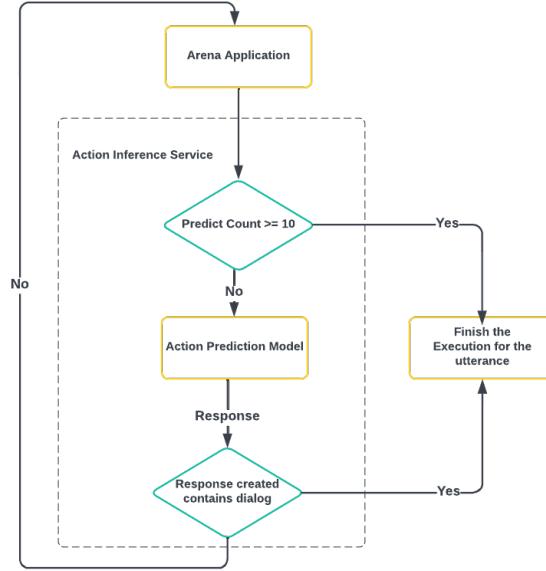 Arena Application
Action Inference Service
Predict Count >= 10
Yes
No
No
Action Prediction Model
Finish the
Execution for the
utterance
Response
Response created
contains dialog
Yes